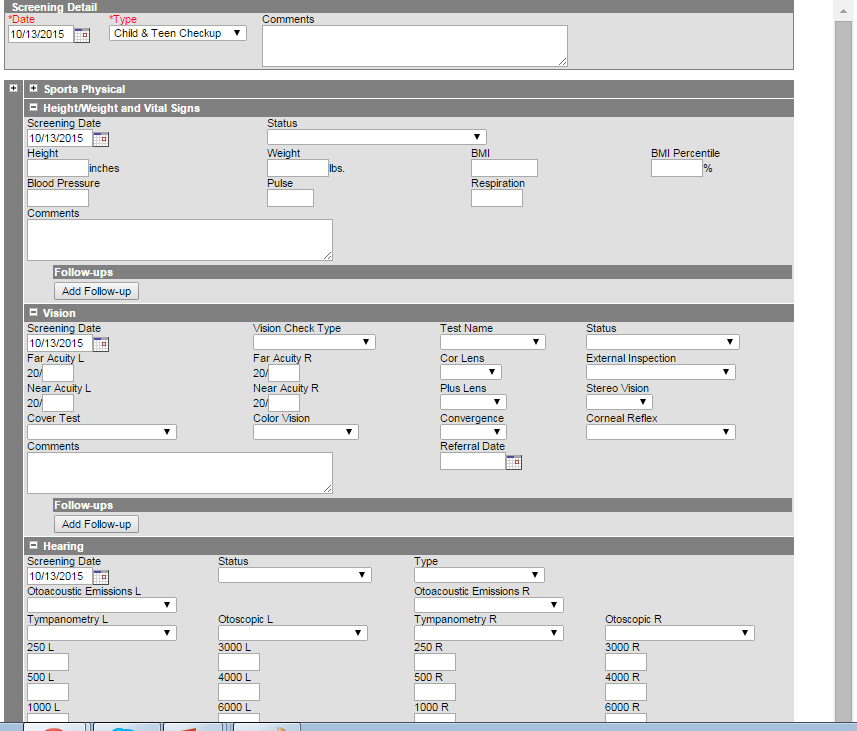 Screening Detail
*Date *Type Comments
10/13/2015 Child & Teen Checkup
Sports Physical
Height/Weight and Vital Signs
Screening Date Status
10/13/2015
Height Weight BMI BMI Percentile
inches lbs. %
Blood Pressure Pulse Respiration
Comments
Follow-ups
Add Follow-up
Vision
Screening Date Vision Check Type Test Name Status
10/13/2015
Far Acuity L Far Acuity R Cor Lens External Inspection
20/ 20/
Near Acuity L Near Acuity R Plus Lens Stereo Vision
20/ 20/
Cover Test Color Vision Convergence Corneal Reflex
Comments Referral Date
Follow-ups
Add Follow-up
Hearing
Screening Date Status Type
10/13/2015
Otoacoustic Emissions L Otoacoustic Emissions R
Tympanometry L Otoscopic L Tympanometry R Otoscopic R
250 L 3000 L 250 R 3000 R
500 L 4000 L 500 R 4000 R
1000 L 6000 L 1000 R 6000 R